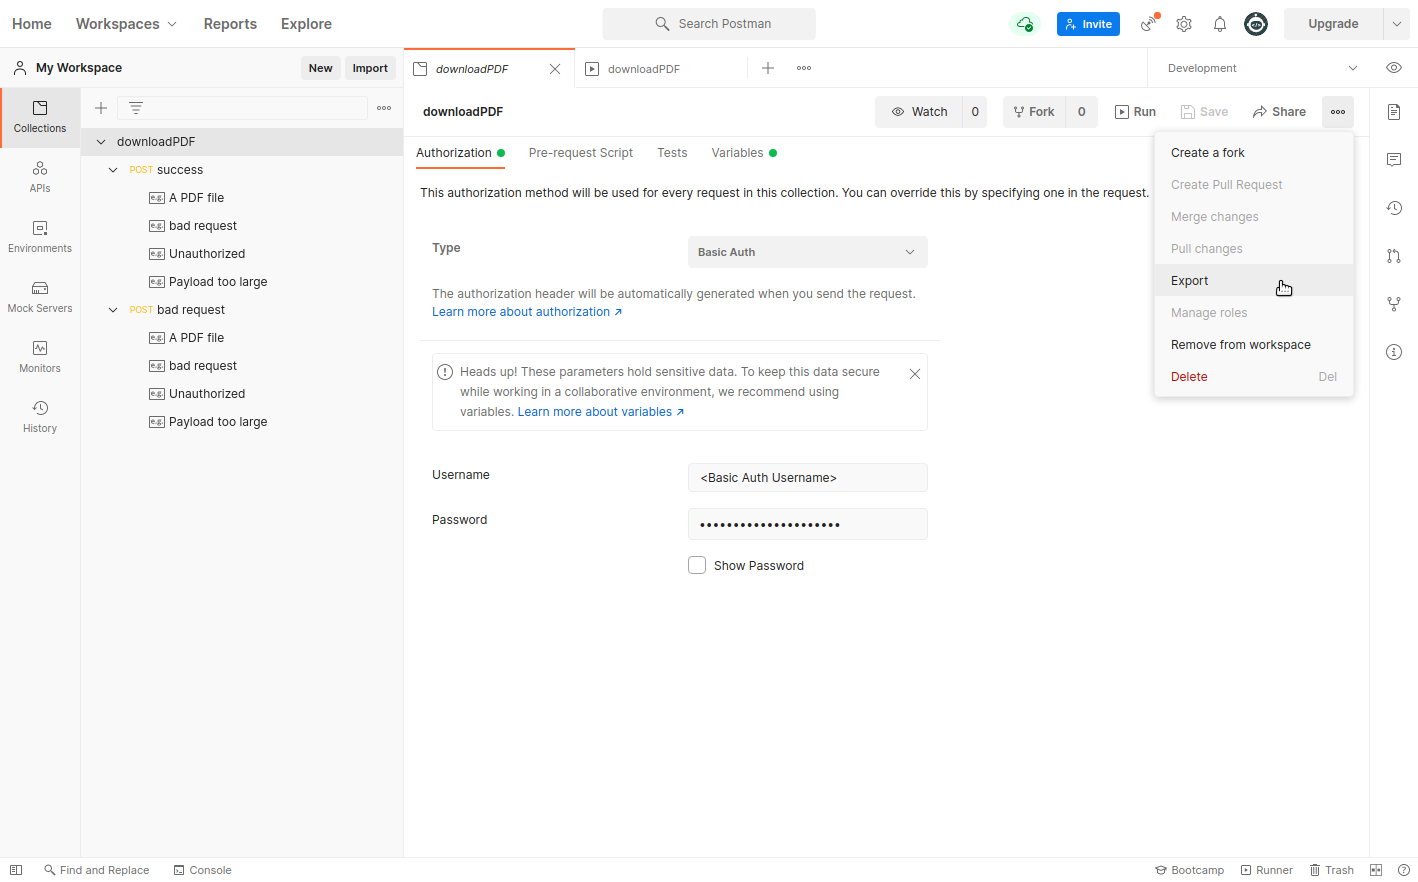 Home Workspaces Reports Explore Search Postman Invite Upgrade
My Workspace New Import downloadPDF downloadPDF Development
Collections
APIs
Environments
Mock Servers
Monitors
History
downloadPDF
POST success
e.g. A PDF file
e.g. bad request
e.g. Unauthorized
e.g. Payload too large
POST bad request
e.g. A PDF file
e.g. bad request
e.g. Unauthorized
e.g. Payload too large
downloadPDF Watch 0 Fork 0 Run Save Share
Authorization Pre-request Script Tests Variables
This authorization method will be used for every request in this collection. You can override this by specifying one in the request.
Type Basic Auth
The authorization header will be automatically generated when you send the request.
Learn more about authorization ↗
Heads up! These parameters hold sensitive data. To keep this data secure
while working in a collaborative environment, we recommend using
variables. Learn more about variables ↗
Username <Basic Auth Username>
Password •••••••••••••••••••••
Show Password
Create a fork
Create Pull Request
Merge changes
Pull changes
Export
Manage roles
Remove from workspace
Delete Del
Find and Replace Console Bootcamp Runner Trash